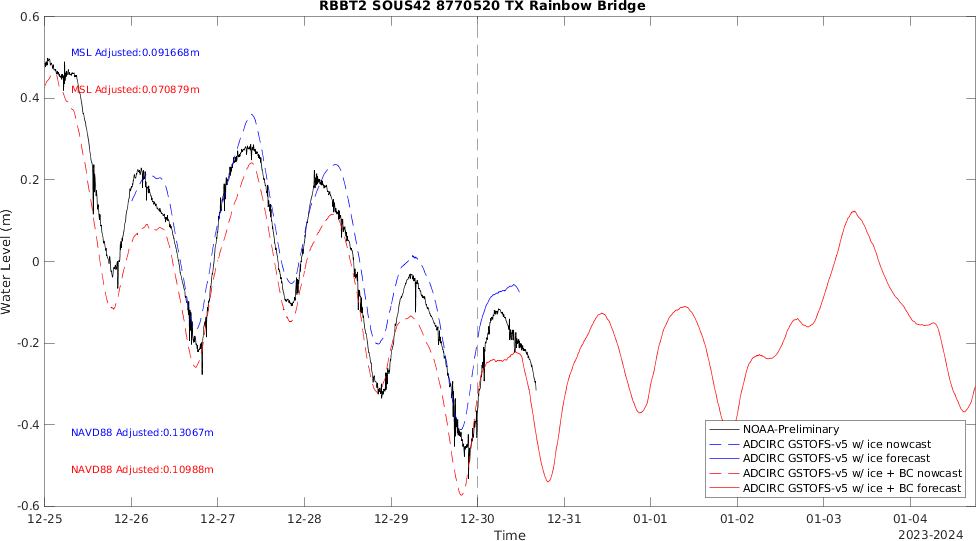 RBBT2 SOUS42 8770520 TX Rainbow Bridge
Water Level (m)
0.6
0.4
0.2
0
-0.2
-0.4
-0.6
MSL Adjusted:0.091668m
MSL Adjusted:0.070879m
NAVD88 Adjusted:0.13067m
NAVD88 Adjusted:0.10988m
NOAA-Preliminary
ADCIRC GSTOFS-v5 w/ ice nowcast
ADCIRC GSTOFS-v5 w/ ice forecast
ADCIRC GSTOFS-v5 w/ ice + BC nowcast
ADCIRC GSTOFS-v5 w/ ice + BC forecast
12-25 12-26 12-27 12-28 12-29 12-30 12-31 01-01 01-02 01-03 01-04
Time
2023-2024